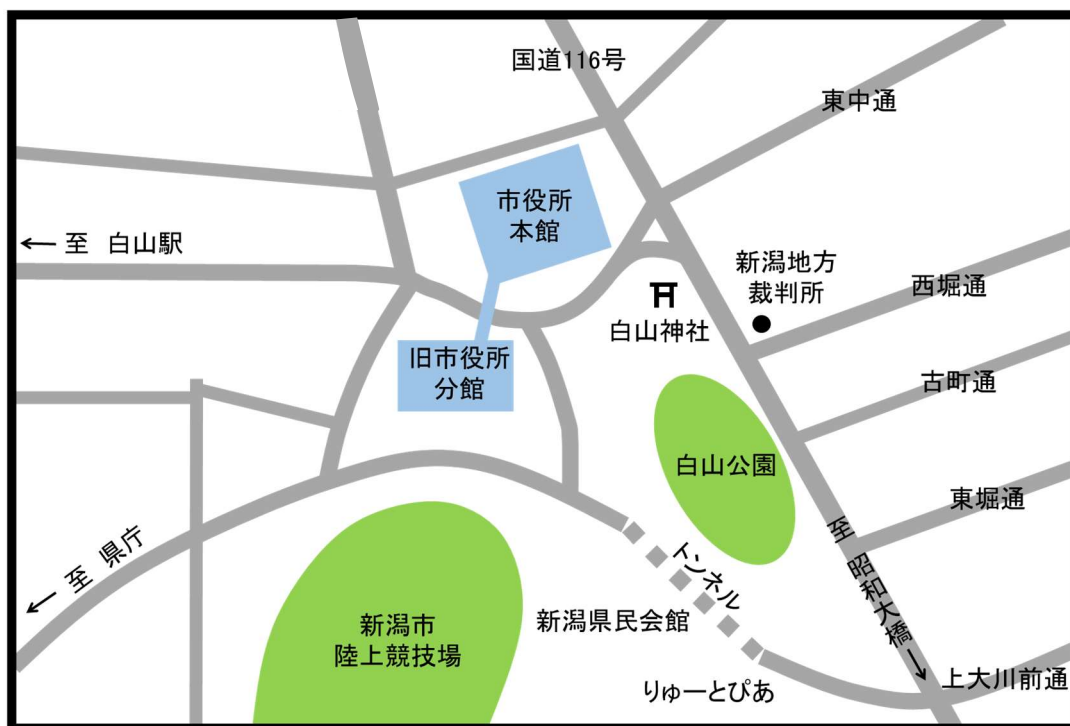 国道116号
東中通
市役所
本館
← 至 白山駅
新潟地方
裁判所
西堀通
白山神社
旧市役所
分館
古町通
白山公園
東堀通
至 昭和大橋 →
← 至 県庁
トンネル
新潟市
陸上競技場
新潟県民会館
りゅーとぴあ
上大川前通